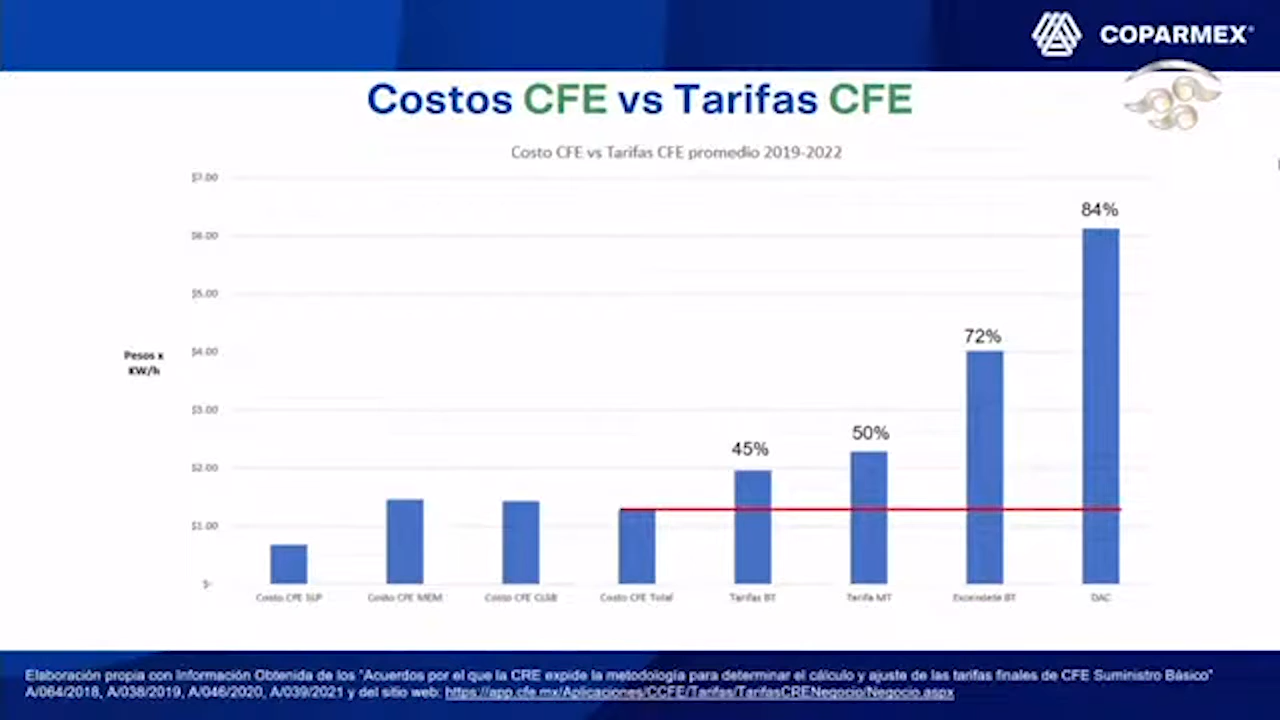 COPARMEX
Costos CFE vs Tarifas CFE
Costo CFE vs Tarifas CFE promedio 2019-2022
$7.00
$6.00
$5.00
$4.00
$3.00
$2.00
$1.00
$-
Pesos x
KW/h
45%
50%
72%
84%
Costo CFE SLP
Costo CFE MEM
Costo CFE
Costo CFE Total
Tarifas BT
Tarifa MT
Excendete BT
DAC
Elaboración propia con Información Obtenida de los "Acuerdos por el que la CRE expide la metodología para determinar el cálculo y ajuste de las tarifas finales de CFE Suministro Básico"
A/064/2018, A/038/2019, A/046/2020, A/039/2021 y del sitio web: https://app.cfe.mx/Aplicaciones/CCFE/Tarifas/TarifasCRENegocio/Negocio.aspx